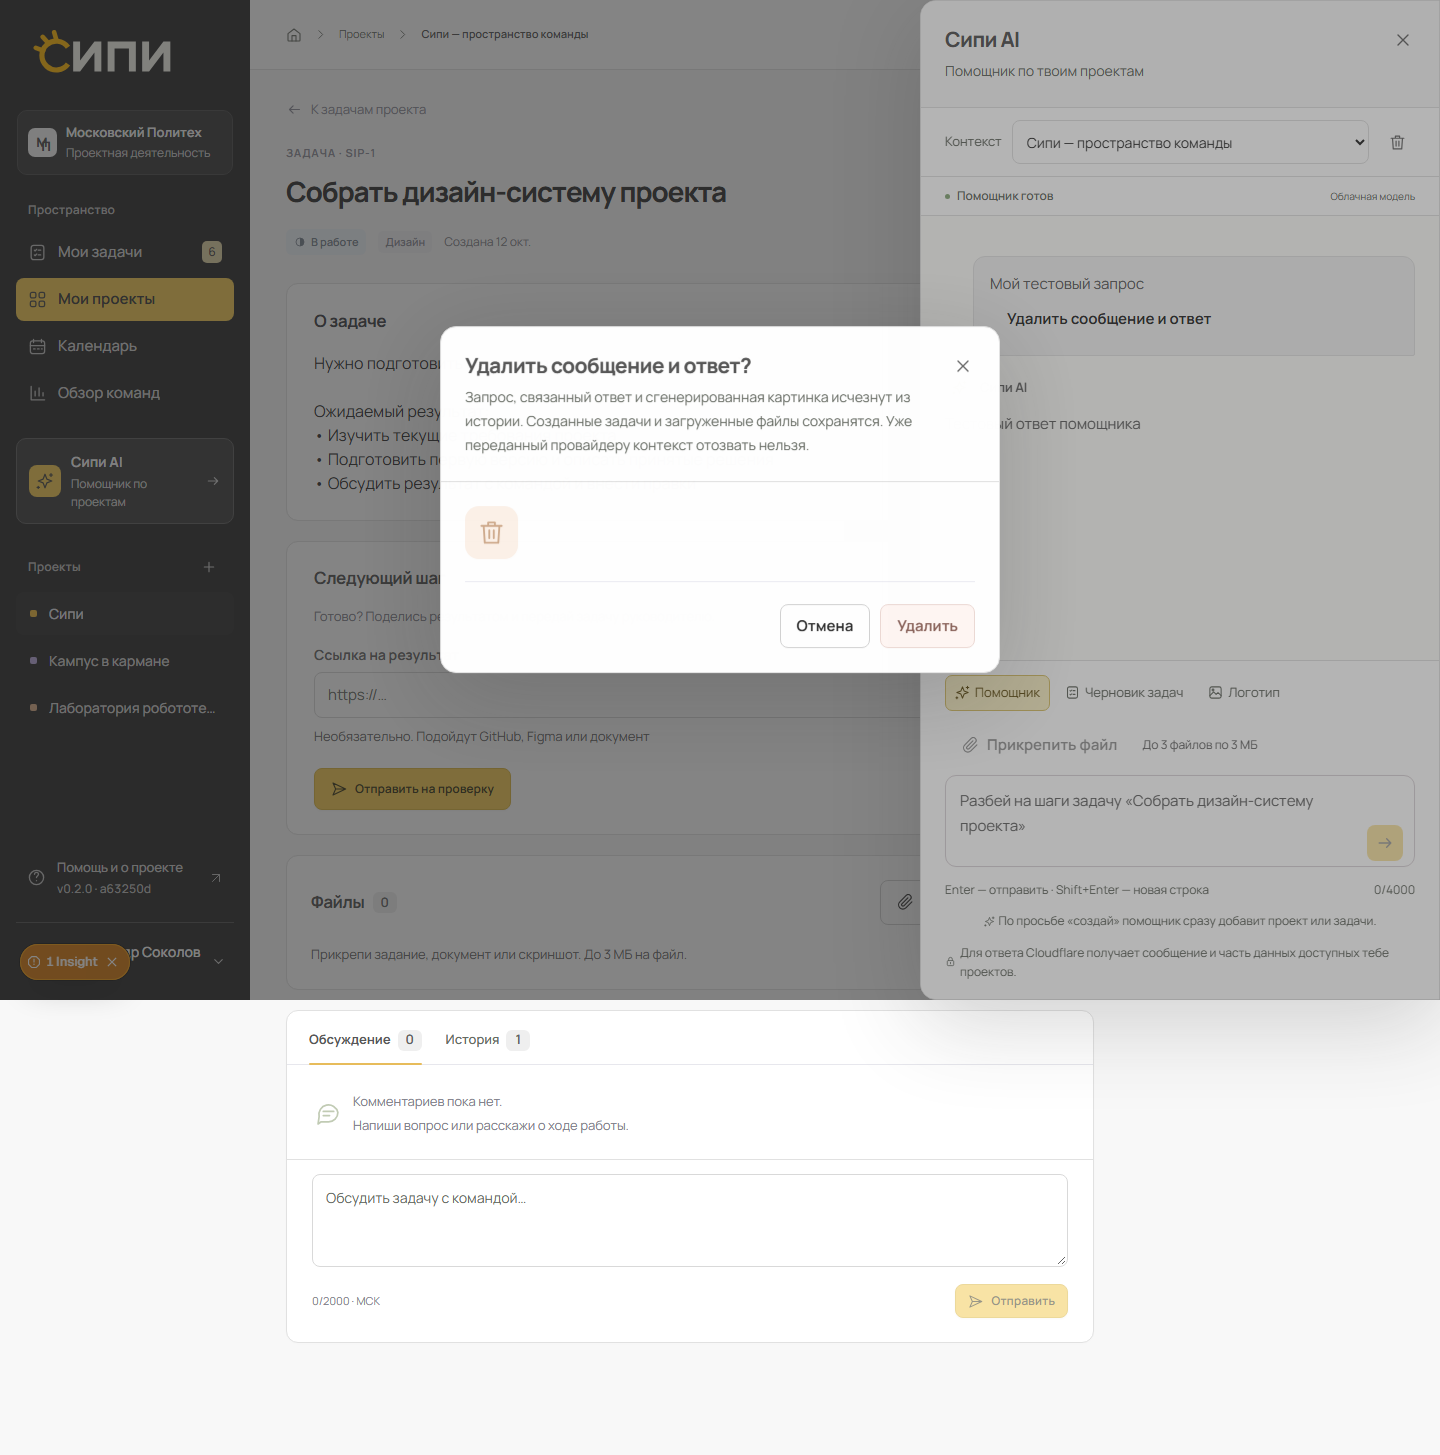 Сипи
Московский Политех
Проектная деятельность
Пространство
Мои задачи
6
Мои проекты
Календарь
Обзор команд
Сипи AI
Помощник по
проектам
Проекты
Сипи
Кампус в кармане
Лаборатория робототе...
Помощь и о проекте
v0.2.0 · a63250d
1 Insight
Соколов
Проекты
Сипи — пространство команды
К задачам проекта
ЗАДАЧА · SIP-1
Собрать дизайн-систему проекта
В работе
Дизайн
Создана 12 окт.
О задаче
Нужно
Ожидаемый
• Изучить
• Подготовить
• Обсудить
Следующий
Готово? Поделись
Ссылка на
https://...
Необязательно. Подойдут GitHub, Figma или документ
Отправить на проверку
Файлы
0
Прикрепи задание, документ или скриншот. До 3 МБ на файл.
Обсуждение
0
История
1
Комментариев пока нет.
Напиши вопрос или расскажи о ходе работы.
Обсудить задачу с командой...
0/2000 · МСК
Отправить
Удалить сообщение и ответ?
Запрос, связанный ответ и сгенерированная картинка исчезнут из
истории. Созданные задачи и загруженные файлы сохранятся. Уже
переданный провайдеру контекст отозвать нельзя.
Отмена
Удалить
Сипи AI
Помощник по твоим проектам
Контекст
Сипи — пространство команды
Помощник готов
Облачная модель
Мой тестовый запрос
Удалить сообщение и ответ
AI
ответ помощника
Помощник
Черновик задач
Логотип
Прикрепить файл
До 3 файлов по 3 МБ
Разбей на шаги задачу «Собрать дизайн-систему
проекта»
Enter — отправить · Shift+Enter — новая строка
0/4000
По просьбе «создай» помощник сразу добавит проект или задачи.
Для ответа Cloudflare получает сообщение и часть данных доступных тебе
проектов.